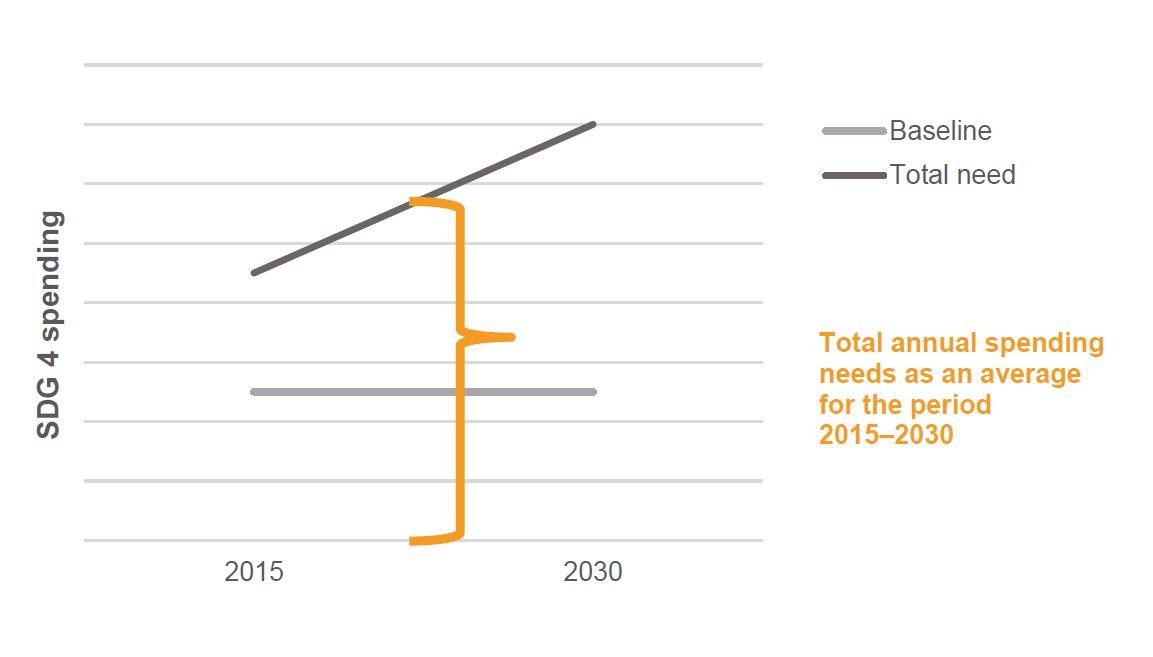 SDG 4 spending
Baseline
Total need
Total annual spending
needs as an average
for the period
2015–2030
2015
2030